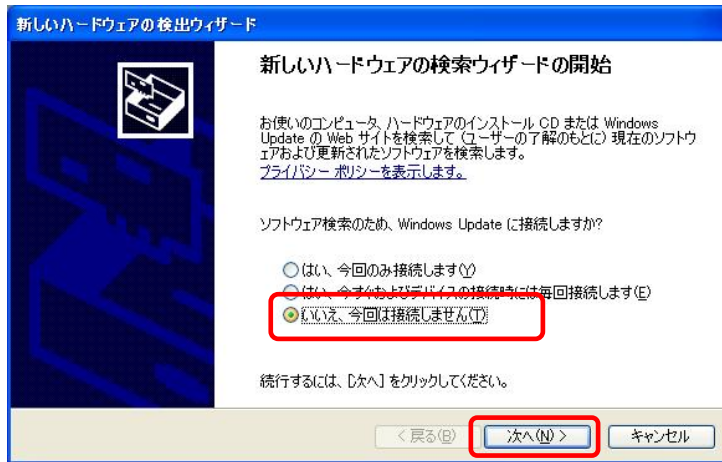 新しいハードウェアの検出ウィザード
新しいハードウェアの検索ウィザードの開始
お使いのコンピュータ、ハードウェアのインストール CD または Windows
Update の Web サイトを検索して (ユーザーの了解のもとに) 現在のソフトウ
ェアおよび更新されたソフトウェアを検索します。
プライバシー ポリシーを表示します。
ソフトウェア検索のため、Windows Update に接続しますか?
はい、今回のみ接続します(Y)
はい、今すぐおよびデバイスの接続時には毎回接続します(E)
いいえ、今回は接続しません(T)
続行するには、[次へ] をクリックしてください。
< 戻る(B) 次へ(N) > キャンセル